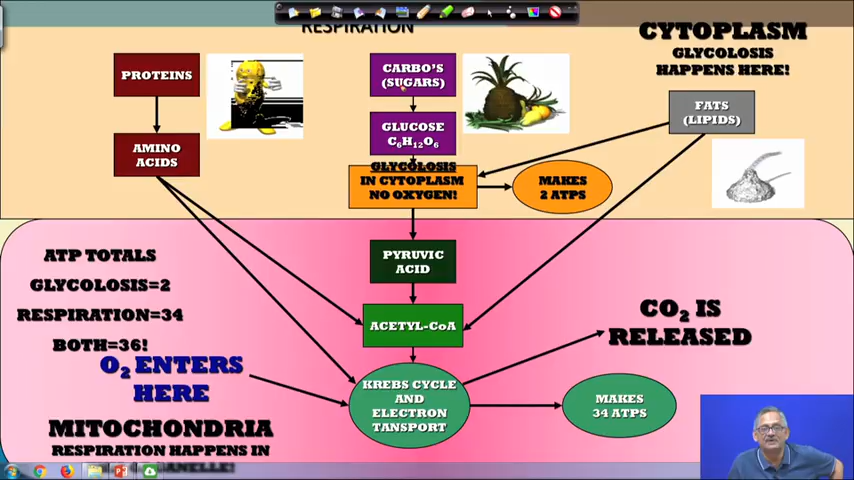 RESPIRATION
CYTOPLASM
GLYCOLOSIS
HAPPENS HERE!
PROTEINS
CARBO'S
(SUGARS)
FATS
(LIPIDS)
AMINO
ACIDS
GLUCOSE
C₆H₁₂O₆
GLYCOLOSIS
IN CYTOPLASM
NO OXYGEN!
MAKES
2 ATPS
PYRUVIC
ACID
ATP TOTALS
GLYCOLOSIS=2
RESPIRATION=34
BOTH=36!
ACETYL-CoA
CO₂ IS
RELEASED
O₂ ENTERS
HERE
KREBS CYCLE
AND
ELECTRON
TANSPORT
MAKES
34 ATPS
MITOCHONDRIA
RESPIRATION HAPPENS IN